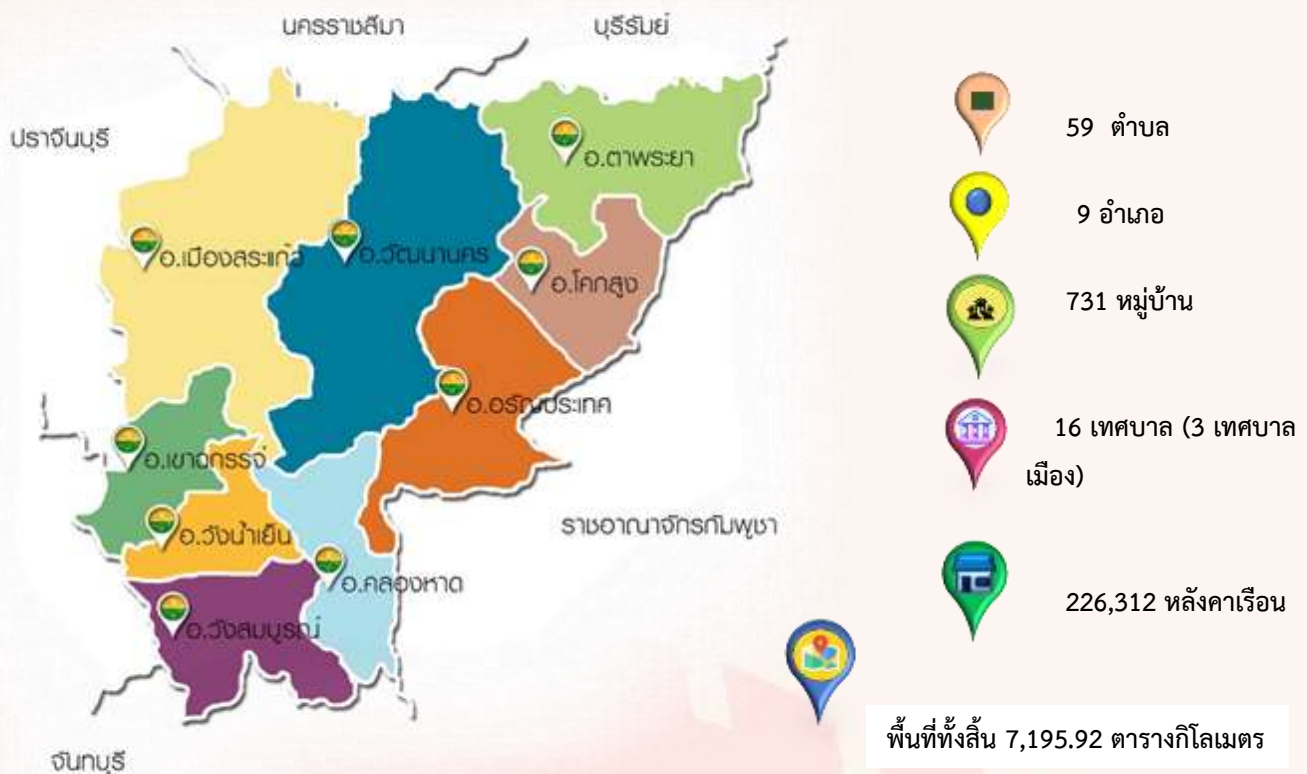 นครราชสีมา
บุรีรัมย์
ปราจีนบุรี
อ.ตาพระยา
อ.เมืองสระแก้ว
อ.วัฒนานคร
อ.โคกสูง
อ.อรัญประเทศ
อ.เขาฉกรรจ์
อ.วังน้ำเย็น
ราชอาณาจักรกัมพูชา
อ.คลองหาด
อ.วังสมบูรณ์
จันทบุรี
59 ตำบล
9 อำเภอ
731 หมู่บ้าน
16 เทศบาล (3 เทศบาล
เมือง)
226,312 หลังคาเรือน
พื้นที่ทั้งสิ้น 7,195.92 ตารางกิโลเมตร